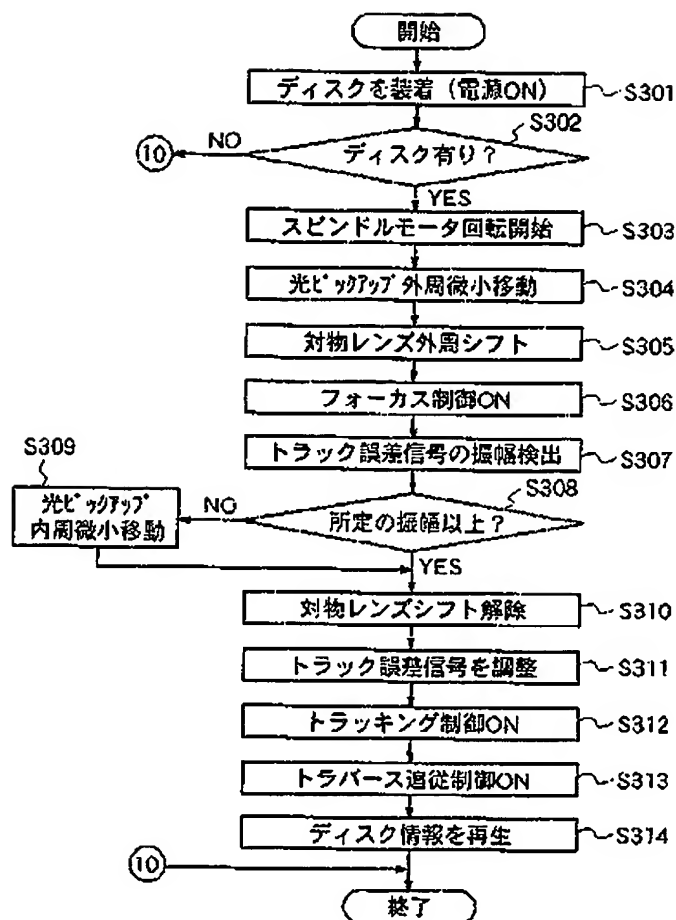 開始
ディスクを装着(電源ON)
S301
S302
ディスク有り?
NO
10
YES
スピンドルモータ回転開始
S303
光ピックアップ外周微小移動
S304
対物レンズ外周シフト
S305
フォーカス制御ON
S306
トラック誤差信号の振幅検出
S307
S308
所定の振幅以上?
NO
S309
光ピックアップ
内周微小移動
YES
対物レンズシフト解除
S310
トラック誤差信号を調整
S311
トラッキング制御ON
S312
トラバース追従制御ON
S313
ディスク情報を再生
S314
10
終了